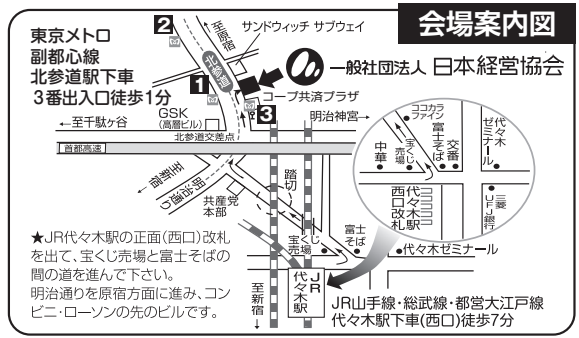 会場案内図
東京メトロ
副都心線
北参道駅下車
3番出入口徒歩1分
2
至原宿
サンドウィッチ サブウェイ
北参道
1
一般社団法人 日本経営協会
コープ共済プラザ
3
明治神宮→
←至千駄ヶ谷
GSK
(高層ビル)
北参道交差点
首都高速
至新宿
明治通り
共産党
本部
踏切
ココカラ
ファイン
代々木
ゼミナール
富士そば
交番
宝くじ
売場
中華
代々木駅
西口改札
三菱
UFJ銀行
★JR代々木駅の正面(西口)改札
を出て、宝くじ売場と富士そばの
間の道を進んで下さい。
明治通りを原宿方面に進み、コン
ビニ・ローソンの先のビルです。
宝くじ
売場
富士
そば
代々木ゼミナール
JR
代々木駅
至新宿
JR山手線・総武線・都営大江戸線
代々木駅下車(西口)徒歩7分